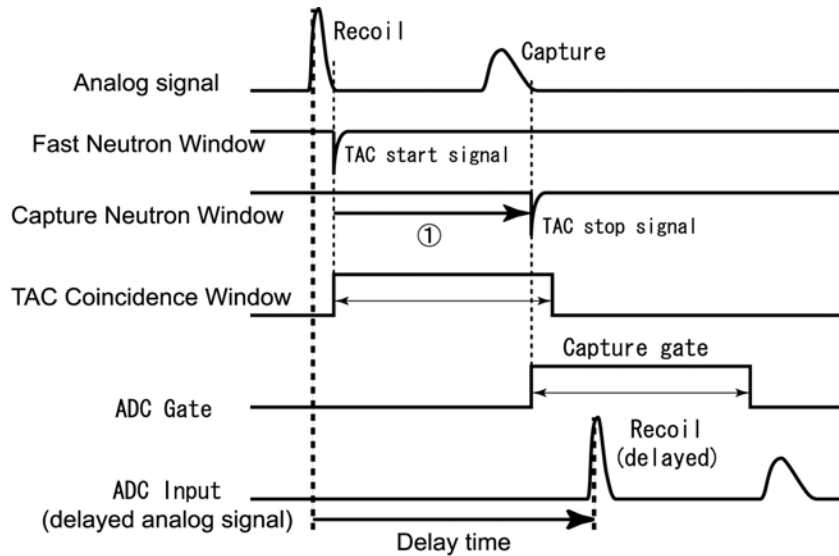 Recoil
Capture
Analog signal
Fast Neutron Window
TAC start signal
Capture Neutron Window
①
TAC stop signal
TAC Coincidence Window
Capture gate
ADC Gate
Recoil
(delayed)
ADC Input
(delayed analog signal)
Delay time